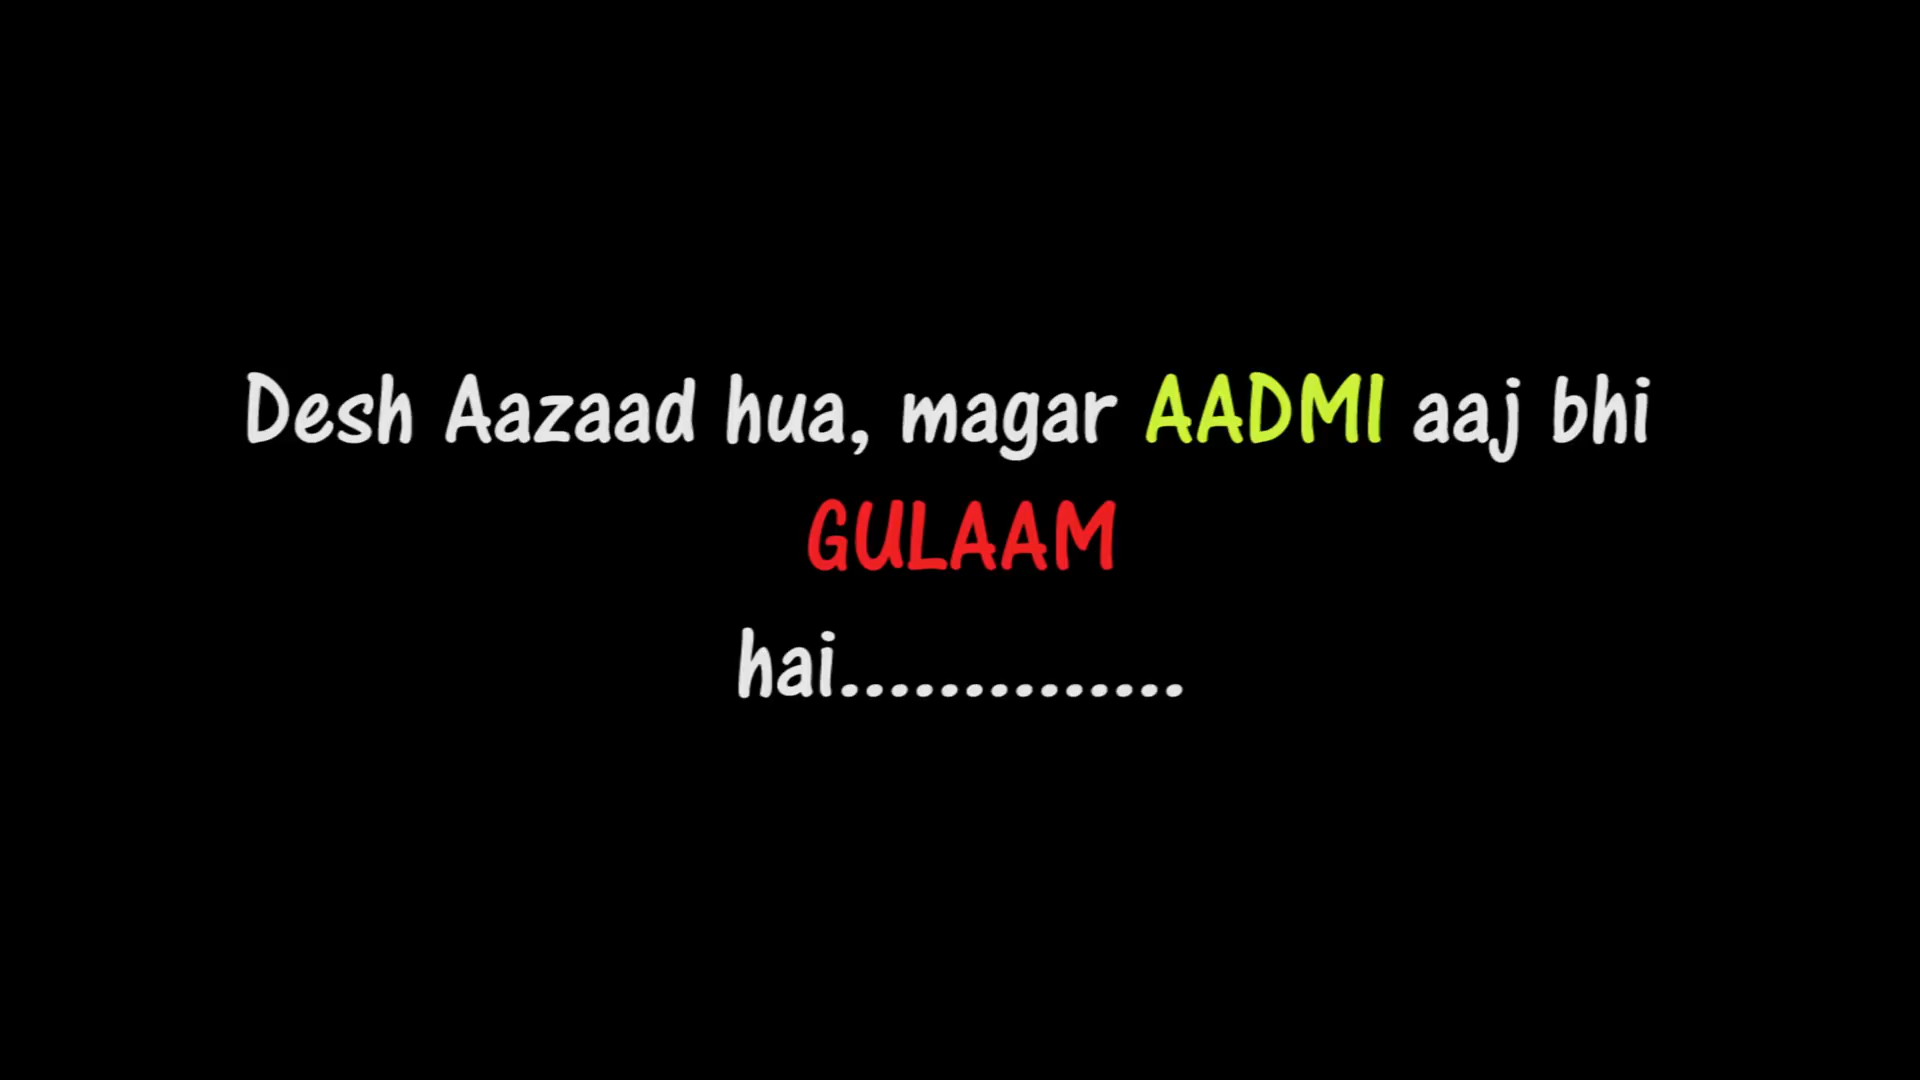 Desh Aazaad hua, magar AADMI aaj bhi
GULAAM
hai..............